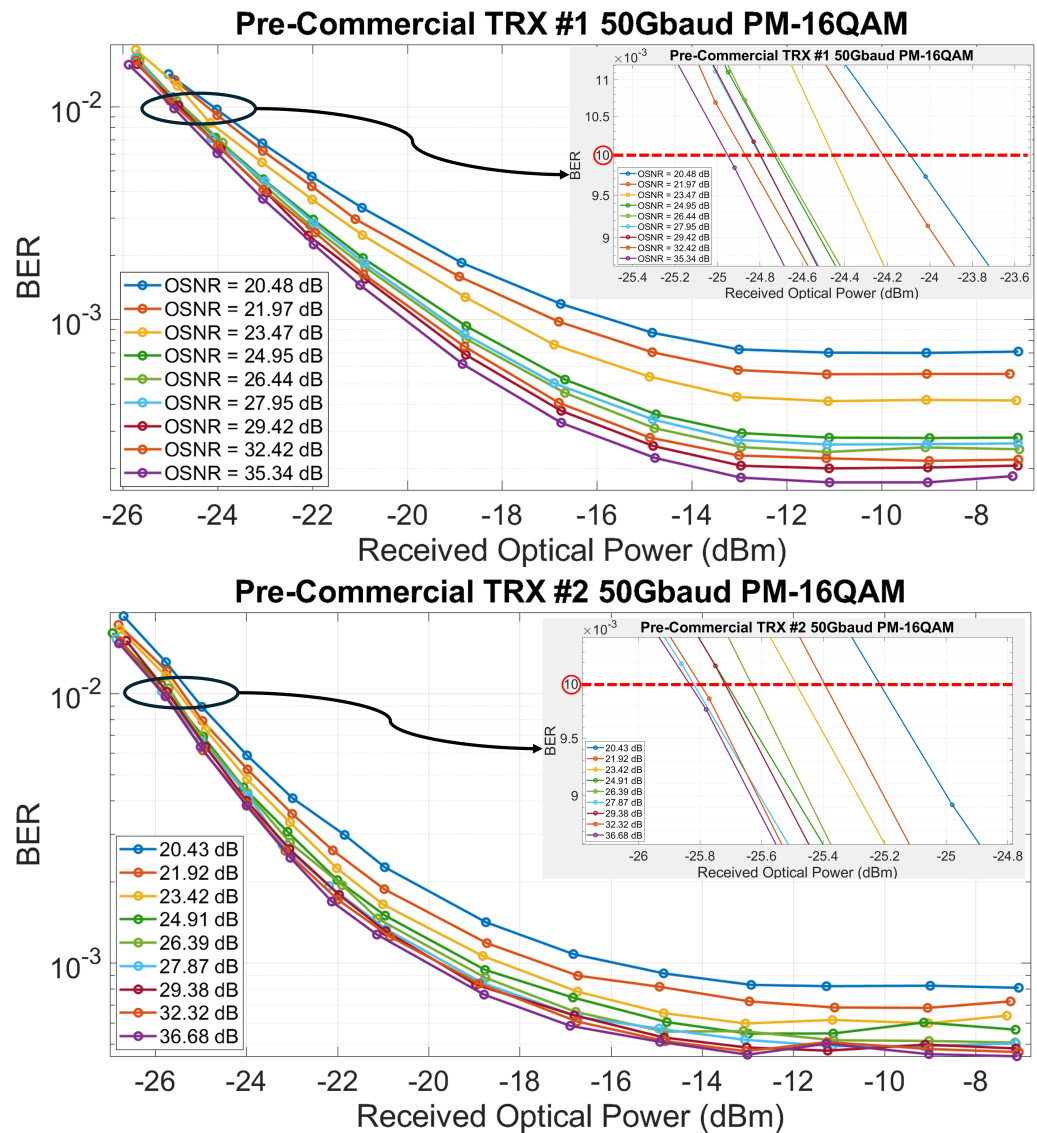 Pre-Commercial TRX #1 50Gbaud PM-16QAM
Pre-Commercial TRX #1 50Gbaud PM-16QAM
×10-3
11
10.5
10
9.5
9
BER
OSNR = 20.48 dB
OSNR = 21.97 dB
OSNR = 23.47 dB
OSNR = 24.95 dB
OSNR = 26.44 dB
OSNR = 27.95 dB
OSNR = 29.42 dB
OSNR = 32.42 dB
OSNR = 35.34 dB
-25.4 -25.2 -25 -24.8 -24.6 -24.4 -24.2 -24 -23.8 -23.6
Received Optical Power (dBm)
10-2
10-3
BER
OSNR = 20.48 dB
OSNR = 21.97 dB
OSNR = 23.47 dB
OSNR = 24.95 dB
OSNR = 26.44 dB
OSNR = 27.95 dB
OSNR = 29.42 dB
OSNR = 32.42 dB
OSNR = 35.34 dB
-26 -24 -22 -20 -18 -16 -14 -12 -10 -8
Received Optical Power (dBm)
Pre-Commercial TRX #2 50Gbaud PM-16QAM
Pre-Commercial TRX #2 50Gbaud PM-16QAM
×10-3
10
9.5
9
BER
20.43 dB
21.92 dB
23.42 dB
24.91 dB
26.39 dB
27.87 dB
29.38 dB
32.32 dB
36.68 dB
-26 -25.8 -25.6 -25.4 -25.2 -25 -24.8
Received Optical Power (dBm)
10-2
10-3
BER
20.43 dB
21.92 dB
23.42 dB
24.91 dB
26.39 dB
27.87 dB
29.38 dB
32.32 dB
36.68 dB
-26 -24 -22 -20 -18 -16 -14 -12 -10 -8
Received Optical Power (dBm)